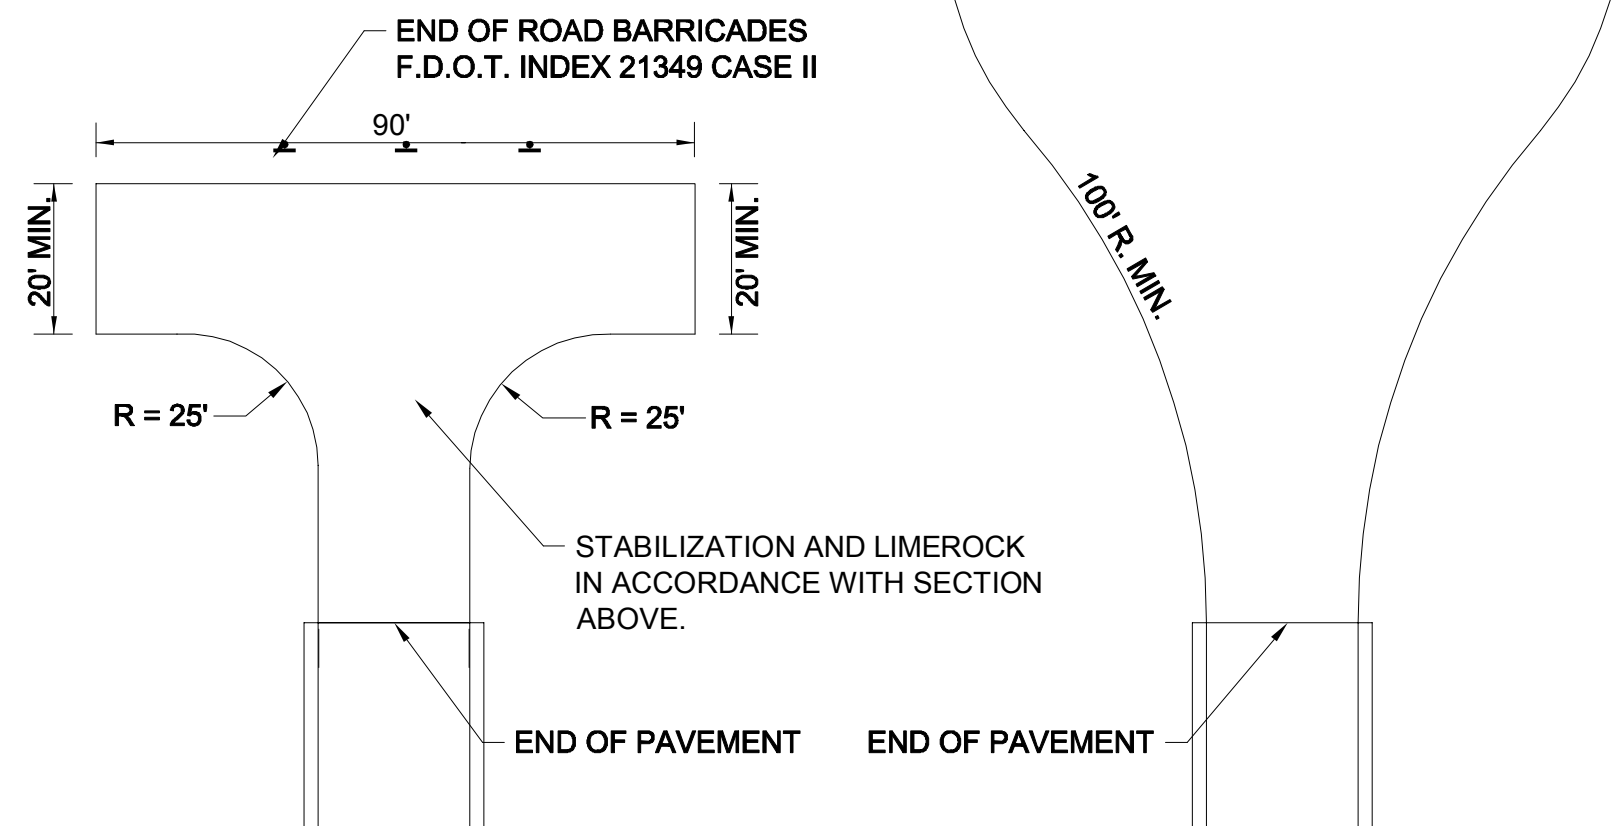 END OF ROAD BARRICADES
F.D.O.T. INDEX 21349 CASE II
90'
20' MIN.
20' MIN.
100' R. MIN.
R = 25'
R = 25'
STABILIZATION AND LIMEROCK
IN ACCORDANCE WITH SECTION
ABOVE.
END OF PAVEMENT
END OF PAVEMENT